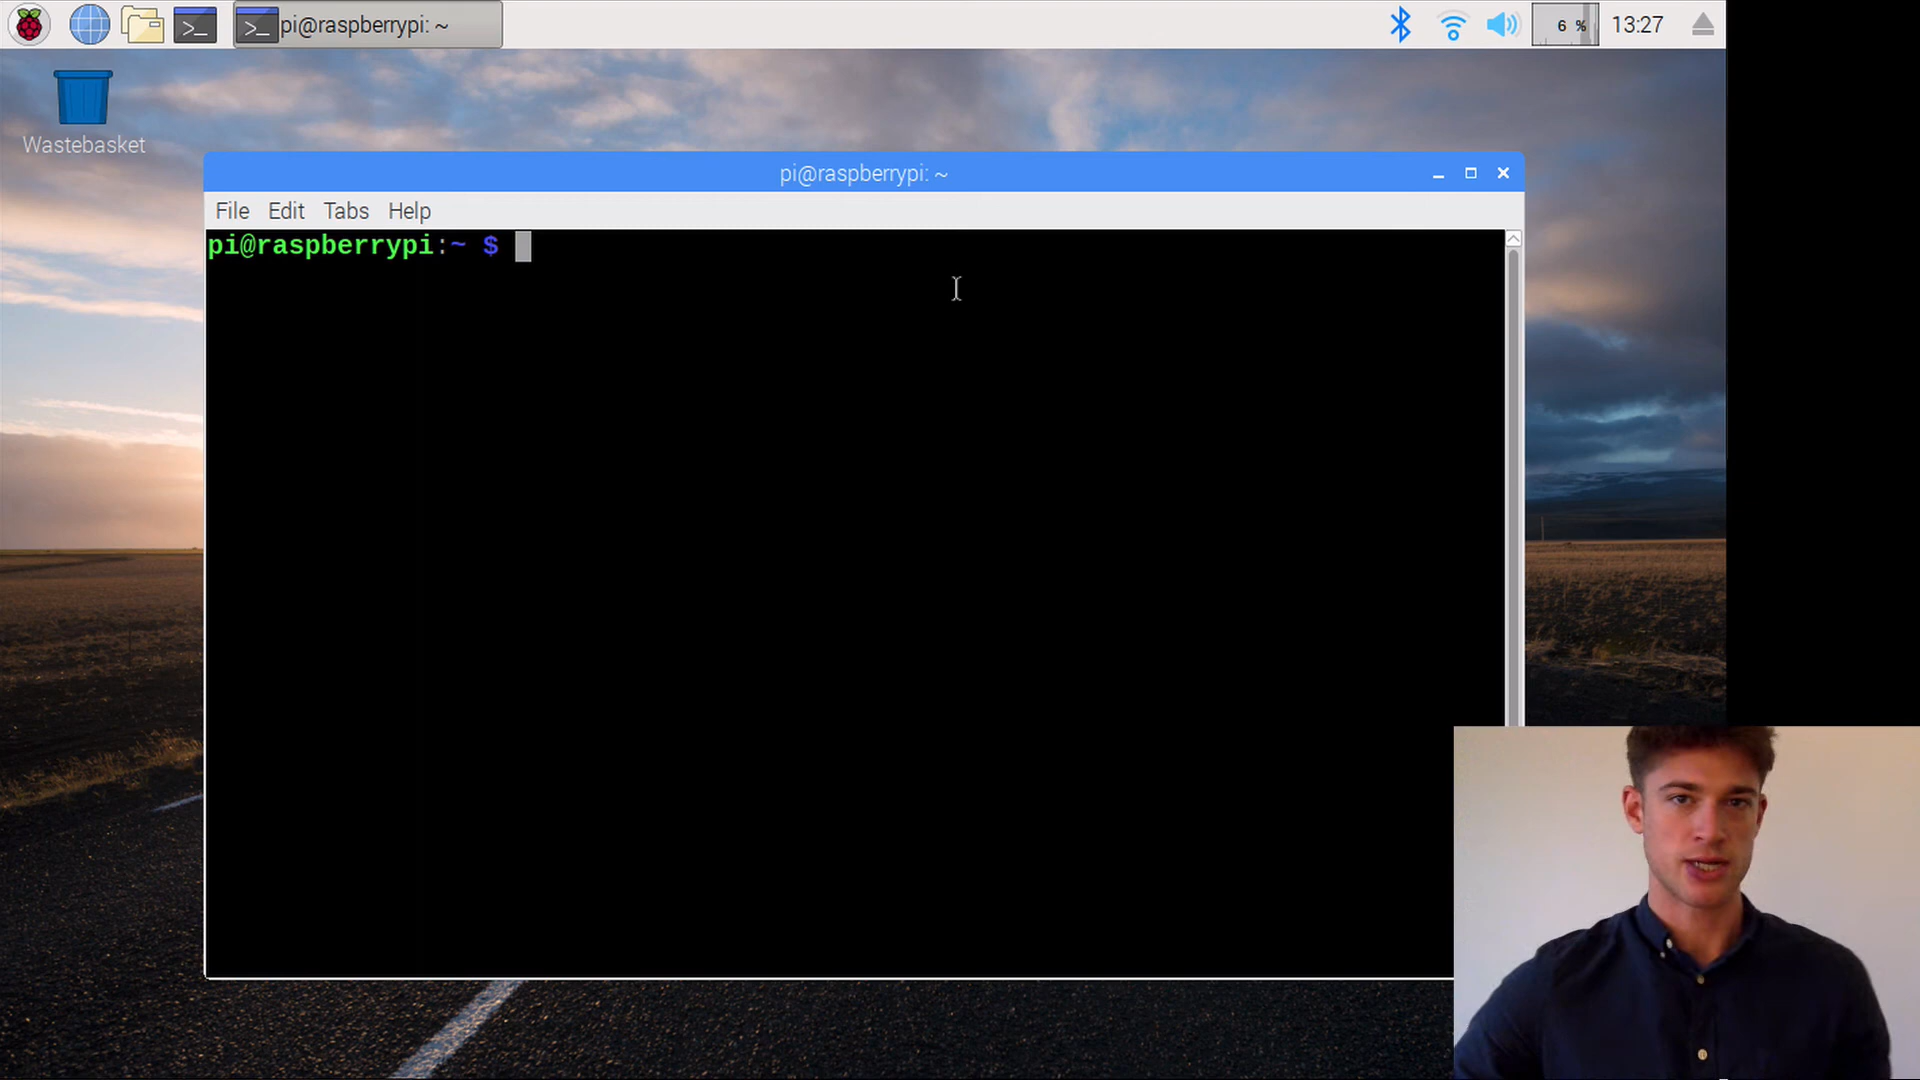 pi@raspberrypi: ~
6 %
13:27
Wastebasket
pi@raspberrypi: ~
File Edit Tabs Help
pi@raspberrypi:~ $